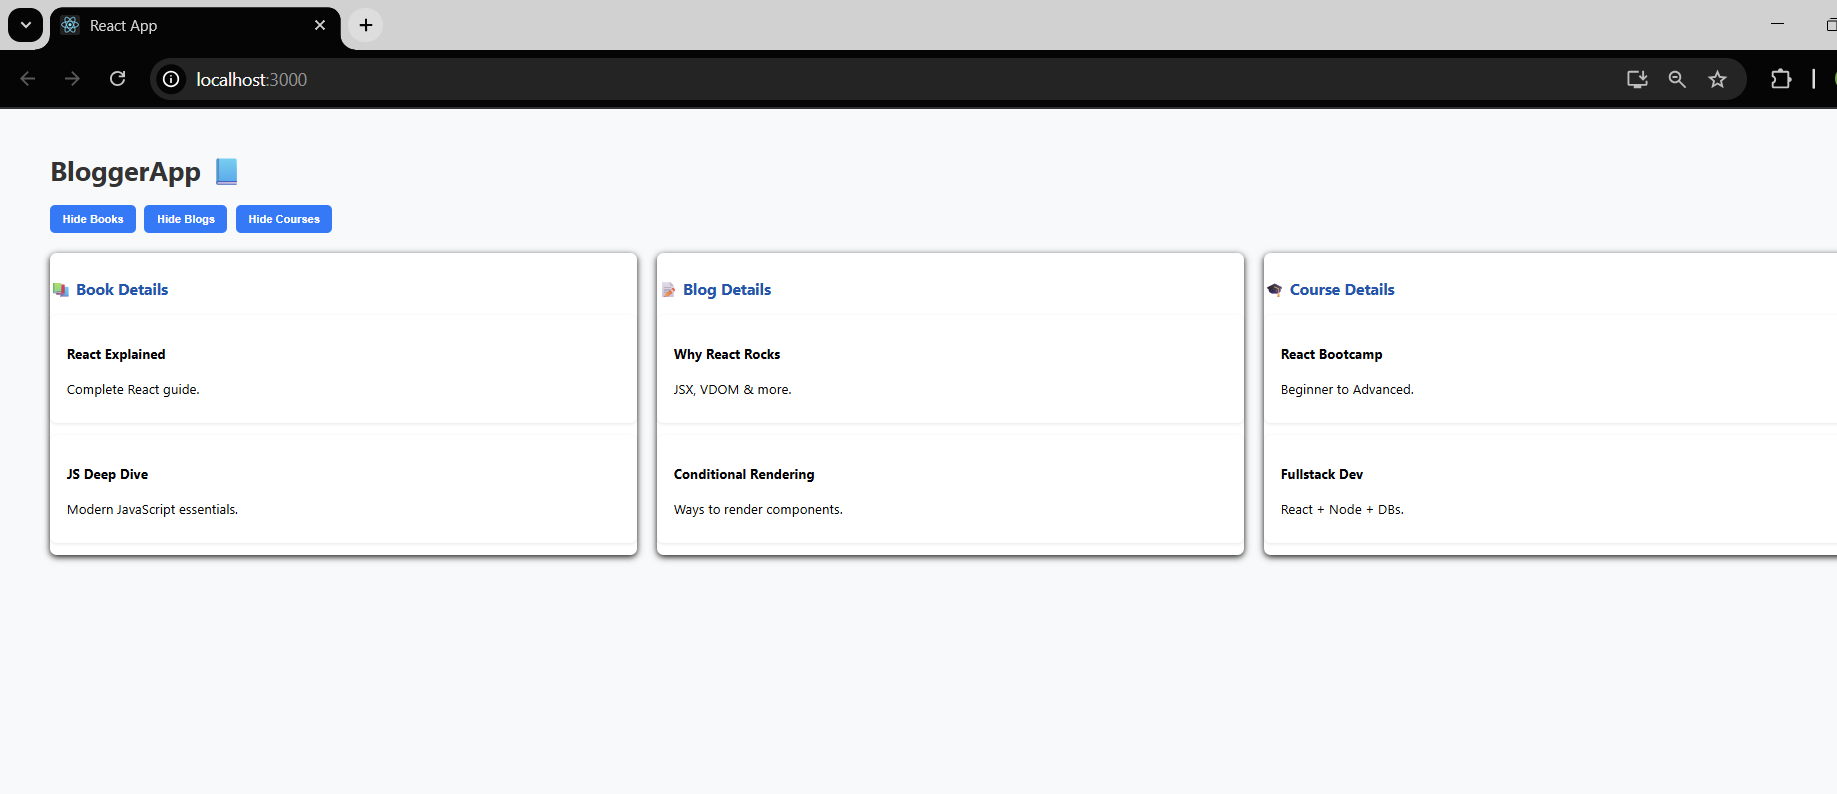 React App
localhost:3000
BloggerApp
Hide Books Hide Blogs Hide Courses
Book Details
React Explained
Complete React guide.
JS Deep Dive
Modern JavaScript essentials.
Blog Details
Why React Rocks
JSX, VDOM & more.
Conditional Rendering
Ways to render components.
Course Details
React Bootcamp
Beginner to Advanced.
Fullstack Dev
React + Node + DBs.